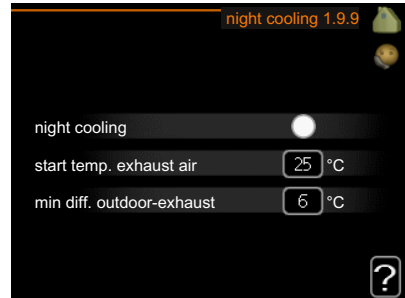 night cooling 1.9.9
night cooling
start temp. exhaust air 25 °C
min diff. outdoor-exhaust 6 °C
?